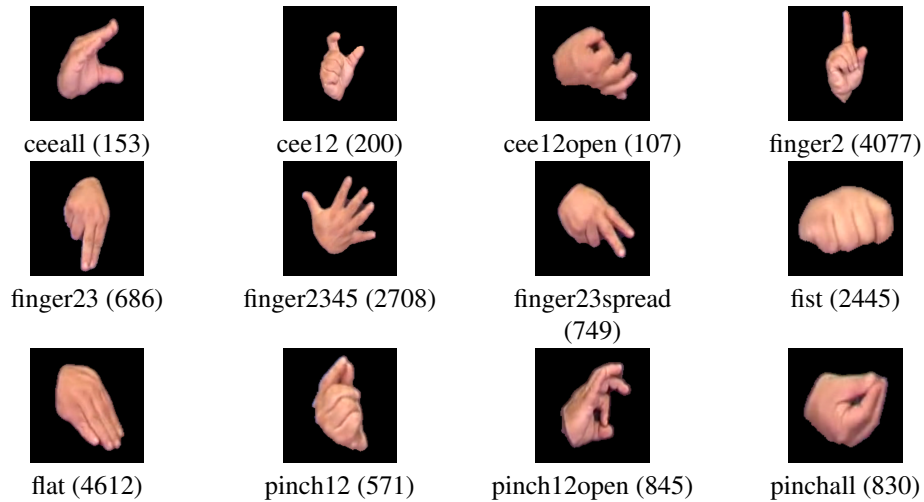 ceeall (153)
cee12 (200)
cee12open (107)
finger2 (4077)
finger23 (686)
finger2345 (2708)
finger23spread
(749)
fist (2445)
flat (4612)
pinch12 (571)
pinch12open (845)
pinchall (830)